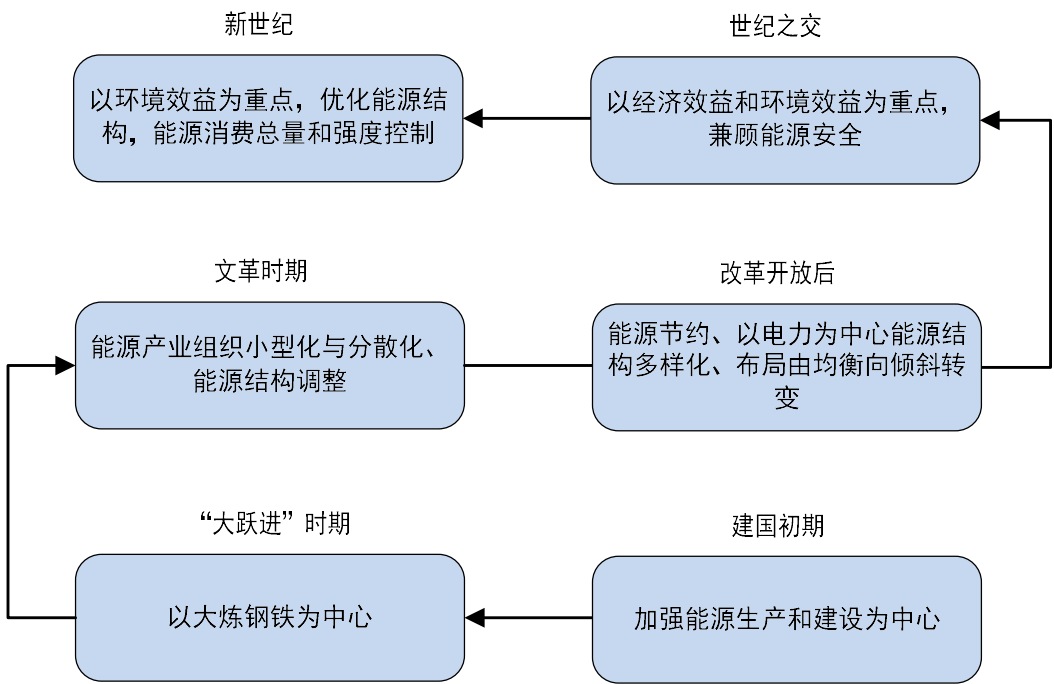 新世纪
以环境效益为重点，优化能源结
构，能源消费总量和强度控制
世纪之交
以经济效益和环境效益为重点，
兼顾能源安全
文革时期
能源产业组织小型化与分散化、
能源结构调整
改革开放后
能源节约、以电力为中心能源结
构多样化、布局由均衡向倾斜转
变
“大跃进”时期
以大炼钢铁为中心
建国初期
加强能源生产和建设为中心